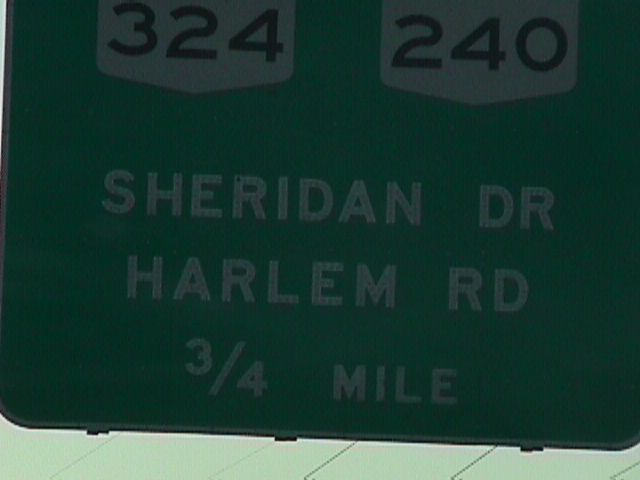 324 240
SHERIDAN DR
HARLEM RD
3/4 MILE